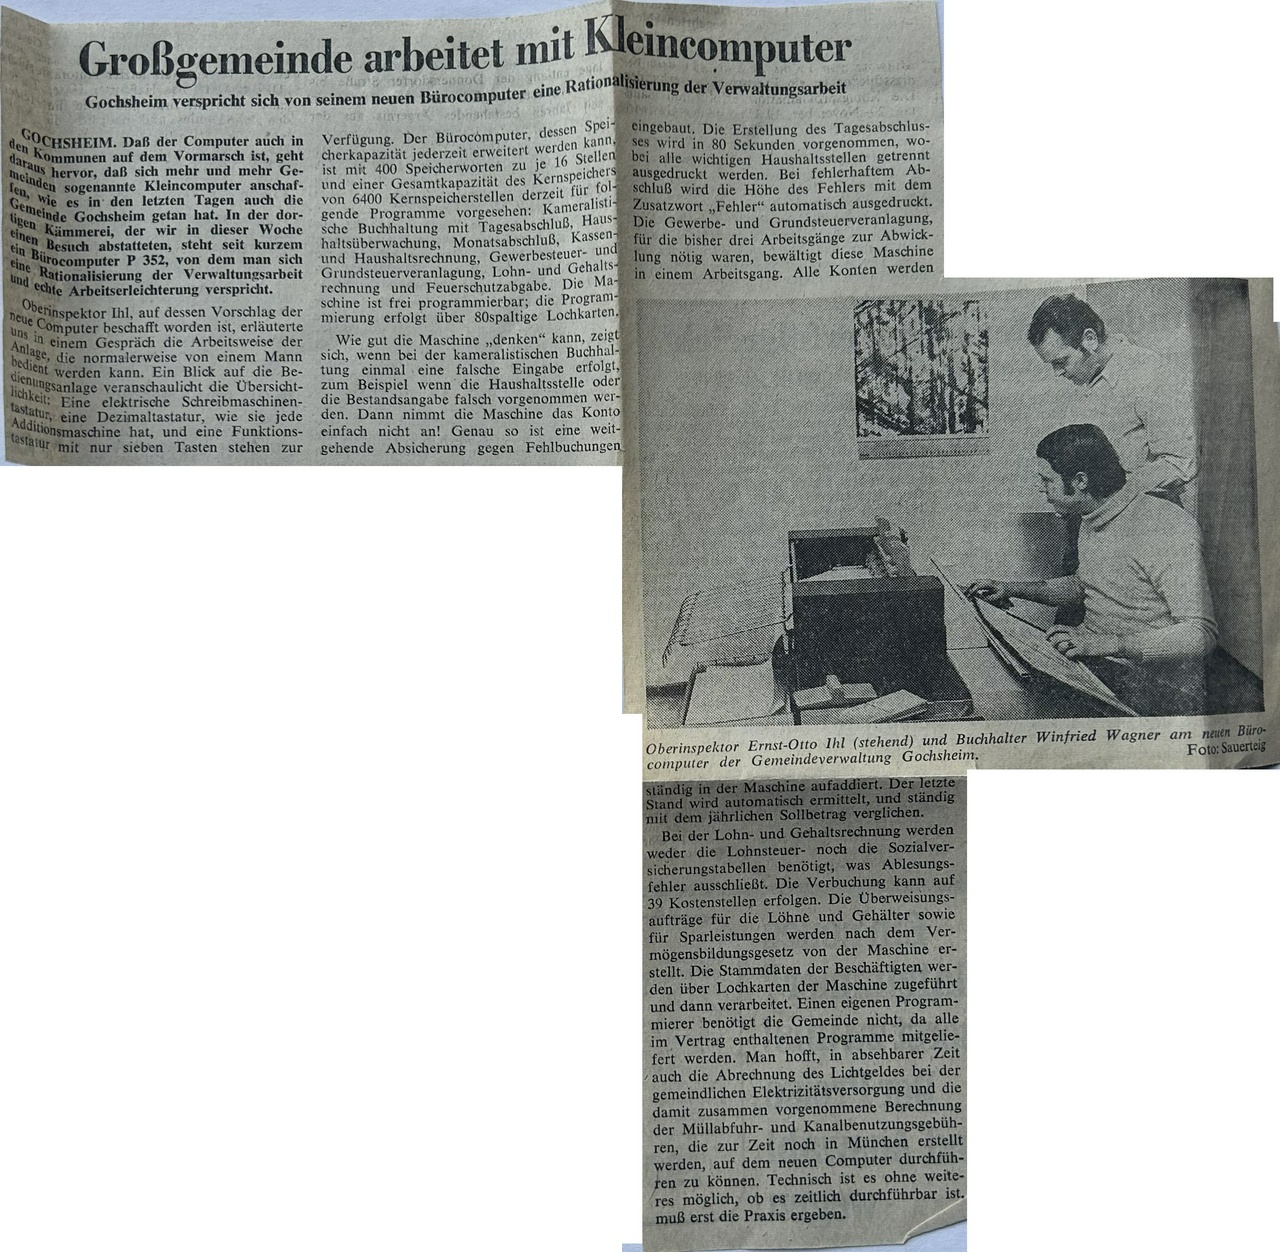 Großgemeinde arbeitet mit Kleincomputer
Gochsheim verspricht sich von seinem neuen Bürocomputer eine Rationalisierung der Verwaltungsarbeit
GOCHSHEIM. Daß der Computer auch in
den Kommunen auf dem Vormarsch ist, geht
daraus hervor, daß sich mehr und mehr Ge-
meinden sogenannte Kleincomputer anschaf-
fen, wie es in den letzten Tagen auch die
Gemeinde Gochsheim getan hat. In der dor-
tigen Kämmerei, der wir in dieser Woche
einen Besuch abstatteten, steht seit kurzem
ein Bürocomputer P 352, von dem man sich
eine Rationalisierung der Verwaltungsarbeit
und echte Arbeitserleichterung verspricht.
Oberinspektor Ihl, auf dessen Vorschlag der
neue Computer beschafft worden ist, erläuterte
uns in einem Gespräch die Arbeitsweise der
Anlage, die normalerweise von einem Mann
bedient werden kann. Ein Blick auf die Be-
dienungsanlage veranschaulicht die Übersicht-
lichkeit: Eine elektrische Schreibmaschinen-
tastatur, eine Dezimaltastatur, wie sie jede
Additionsmaschine hat, und eine Funktions-
tastatur mit nur sieben Tasten stehen zur
Verfügung. Der Bürocomputer, dessen Spei-
cherkapazität jederzeit erweitert werden kann,
ist mit 400 Speicherworten zu je 16 Stellen
und einer Gesamtkapazität des Kernspeichers
von 6400 Kernspeicherstellen derzeit für fol-
gende Programme vorgesehen: Kameralisti-
sche Buchhaltung mit Tagesabschluß, Haus-
haltsüberwachung, Monatsabschluß, Kassen-
und Haushaltsrechnung, Gewerbesteuer- und
Grundsteuerveranlagung, Lohn- und Gehalts-
rechnung und Feuerschutzabgabe. Die Ma-
schine ist frei programmierbar; die Program-
mierung erfolgt über 80spaltige Lochkarten.
Wie gut die Maschine „denken“ kann, zeigt
sich, wenn bei der kameralistischen Buchhal-
tung einmal eine falsche Eingabe erfolgt,
zum Beispiel wenn die Haushaltsstelle oder
die Bestandsangabe falsch vorgenommen wer-
den. Dann nimmt die Maschine das Konto
einfach nicht an! Genau so ist eine weit-
gehende Absicherung gegen Fehlbuchungen
eingebaut. Die Erstellung des Tagesabschlus-
ses wird in 80 Sekunden vorgenommen, wo-
bei alle wichtigen Haushaltsstellen getrennt
ausgedruckt werden. Bei fehlerhaftem Ab-
schluß wird die Höhe des Fehlers mit dem
Zusatzwort „Fehler“ automatisch ausgedruckt.
Die Gewerbe- und Grundsteuerveranlagung,
für die bisher drei Arbeitsgänge zur Abwick-
lung nötig waren, bewältigt diese Maschine
in einem Arbeitsgang. Alle Konten werden
Oberinspektor Ernst-Otto Ihl (stehend) und Buchhalter Winfried Wagner am neuen Büro-
computer der Gemeindeverwaltung Gochsheim. Foto: Sauerteig
ständig in der Maschine aufaddiert. Der letzte
Stand wird automatisch ermittelt, und ständig
mit dem jährlichen Sollbetrag verglichen.
Bei der Lohn- und Gehaltsrechnung werden
weder die Lohnsteuer- noch die Sozialver-
sicherungstabellen benötigt, was Ablesungs-
fehler ausschließt. Die Verbuchung kann auf
39 Kostenstellen erfolgen. Die Überweisungs-
aufträge für die Löhne und Gehälter sowie
für Sparleistungen werden nach dem Ver-
mögensbildungsgesetz von der Maschine er-
stellt. Die Stammdaten der Beschäftigten wer-
den über Lochkarten der Maschine zugeführt
und dann verarbeitet. Einen eigenen Program-
mierer benötigt die Gemeinde nicht, da alle
im Vertrag enthaltenen Programme mitgelie-
fert werden. Man hofft, in absehbarer Zeit
auch die Abrechnung des Lichtgeldes bei der
gemeindlichen Elektrizitätsversorgung und die
damit zusammen vorgenommene Berechnung
der Müllabfuhr- und Kanalbenutzungsgebüh-
ren, die zur Zeit noch in München erstellt
werden, auf dem neuen Computer durchfüh-
ren zu können. Technisch ist es ohne weite-
res möglich, ob es zeitlich durchführbar ist.
muß erst die Praxis ergeben.